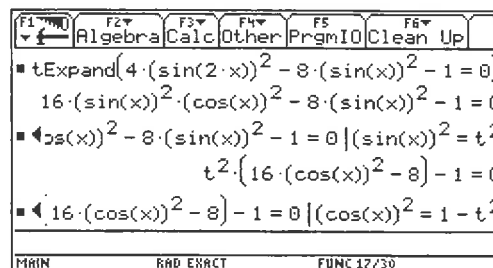 F1▼ F2▼ F3▼ F4▼ F5 F6▼
▼ Algebra Calc Other PrgmIO Clean Up
■ tExpand(4·(sin(2·x))² - 8·(sin(x))² - 1 = 0)
16·(sin(x))²·(cos(x))² - 8·(sin(x))² - 1 = 0
■ ◀os(x))² - 8·(sin(x))² - 1 = 0 | (sin(x))² = t²
t²·(16·(cos(x))² - 8) - 1 = 0
■ ◀ 16·(cos(x))² - 8) - 1 = 0 | (cos(x))² = 1 - t²
MAIN RAD EXACT FUNC 17/30